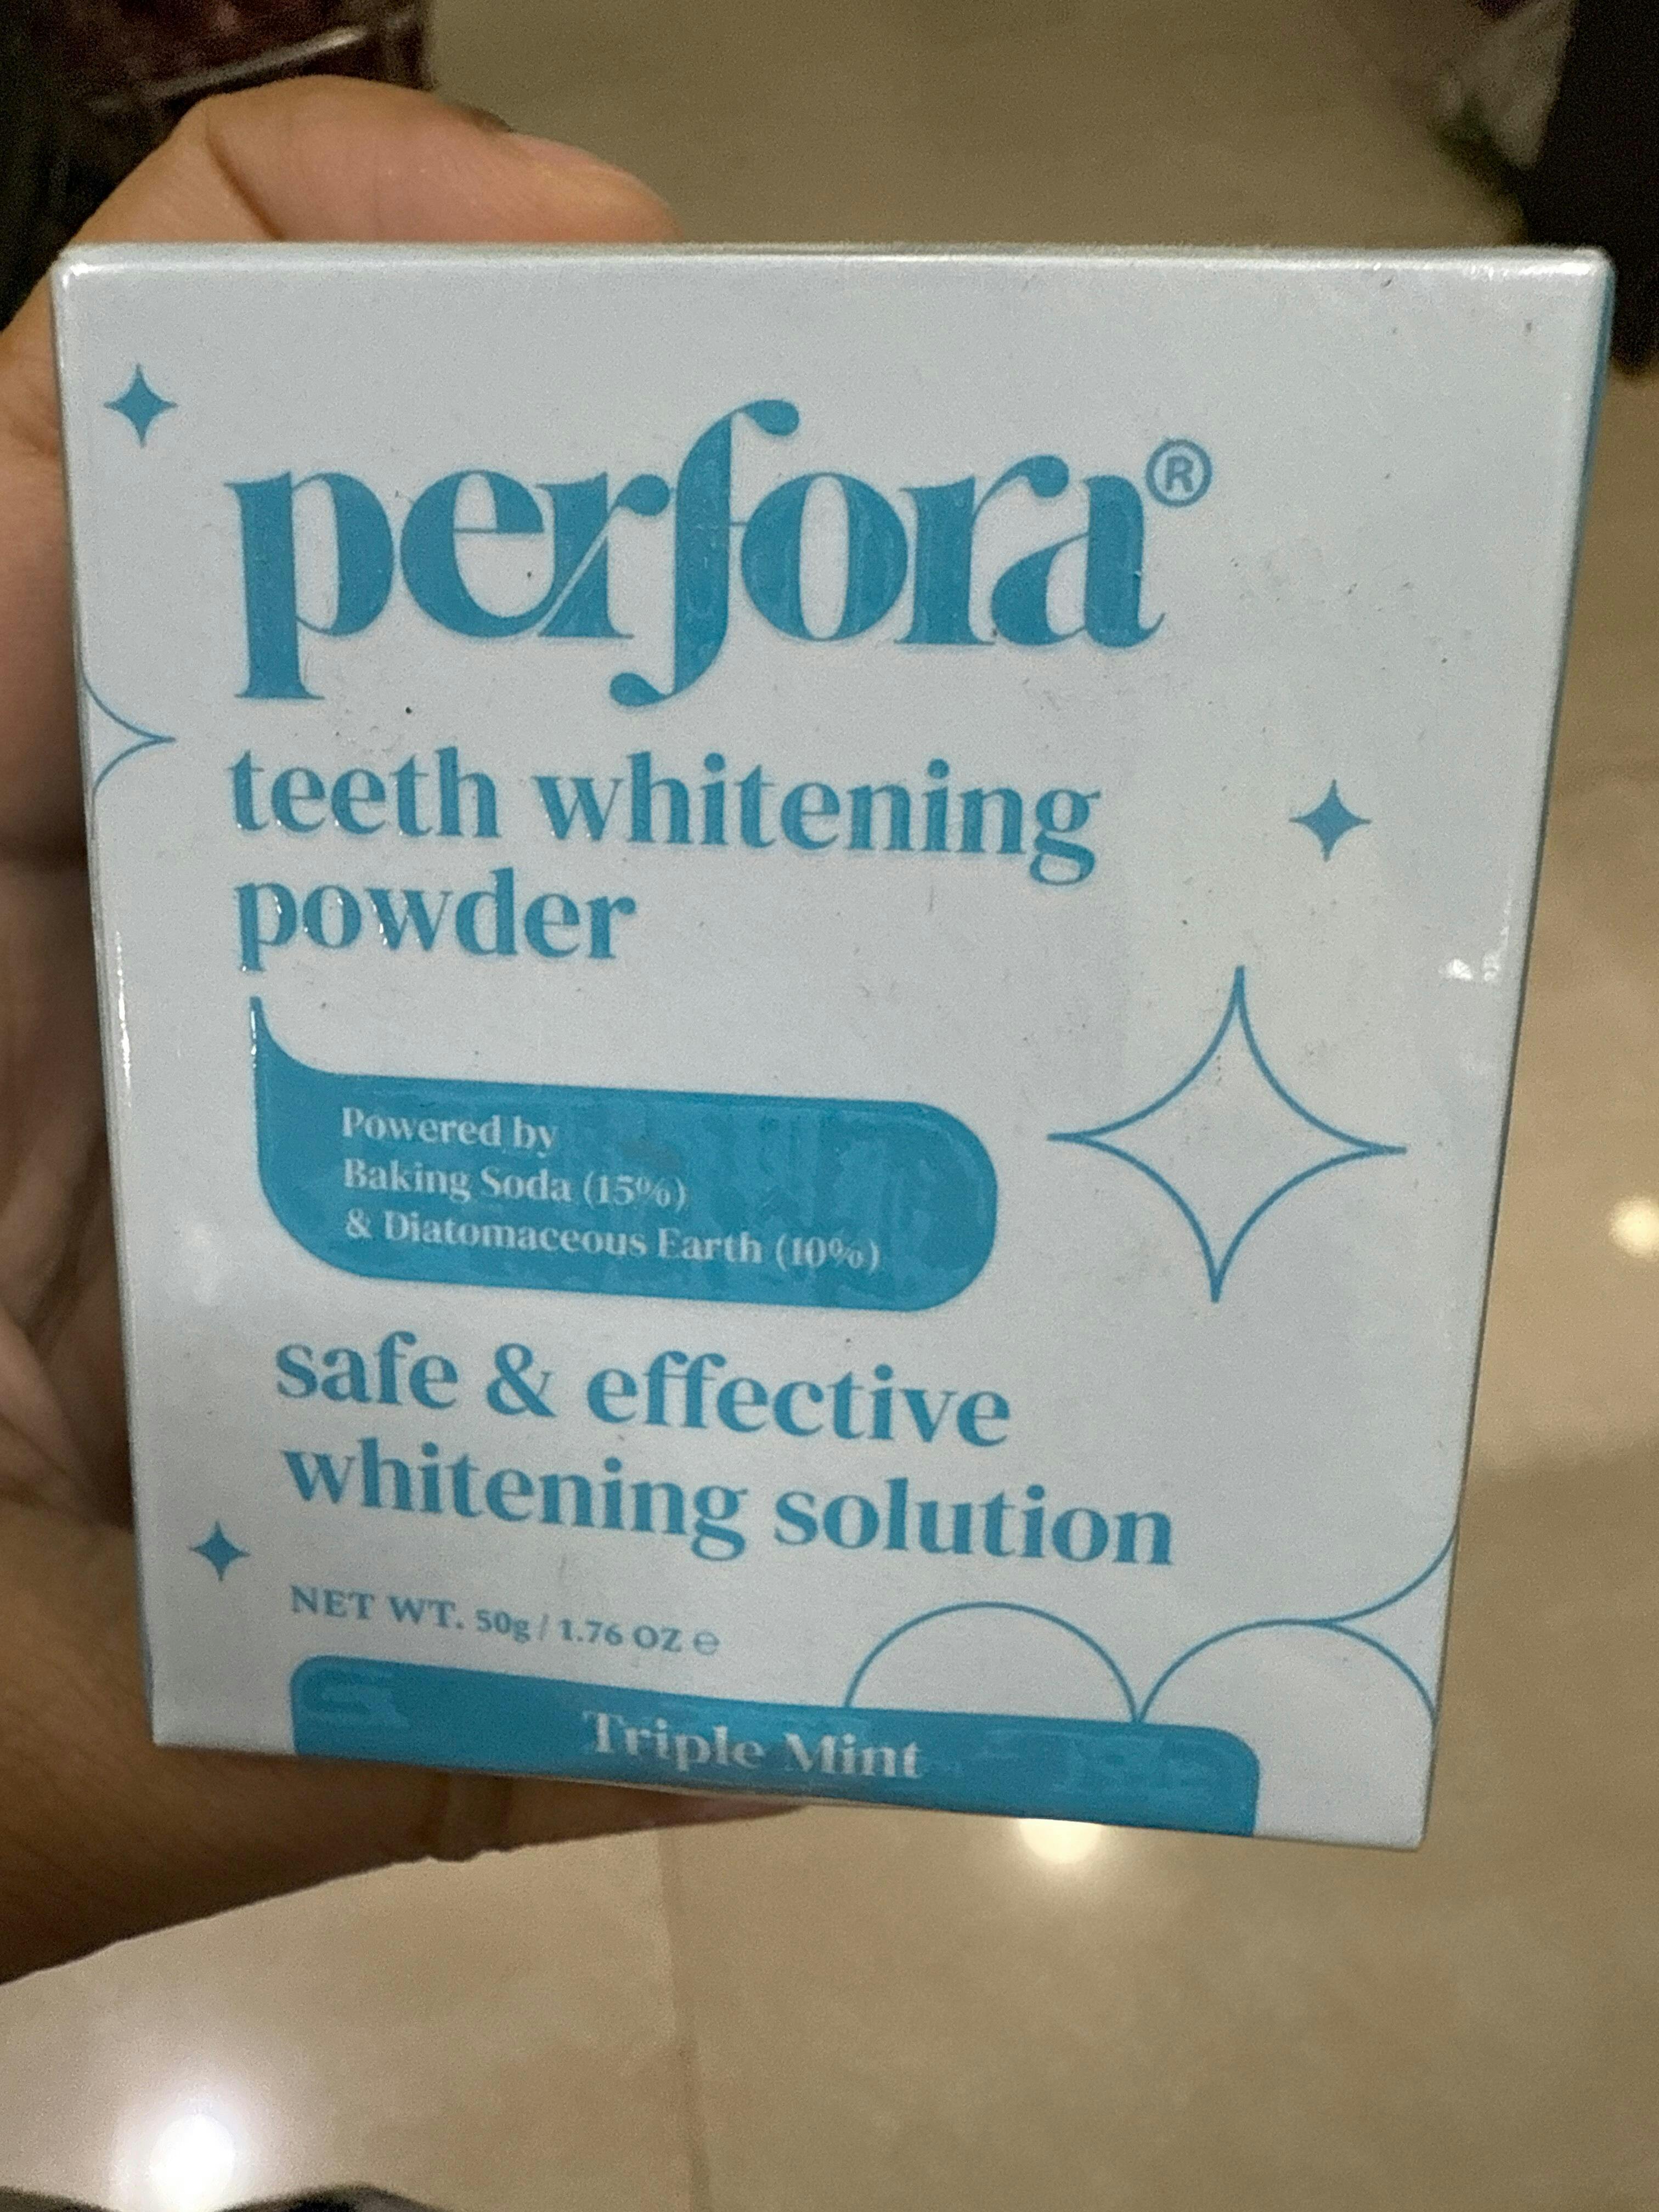 perfora®
teeth whitening
powder
Powered by
Baking Soda (15%)
& Diatomaceous Earth (10%)
safe & effective
whitening solution
NET WT. 50g / 1.76 OZ ℮
Triple Mint